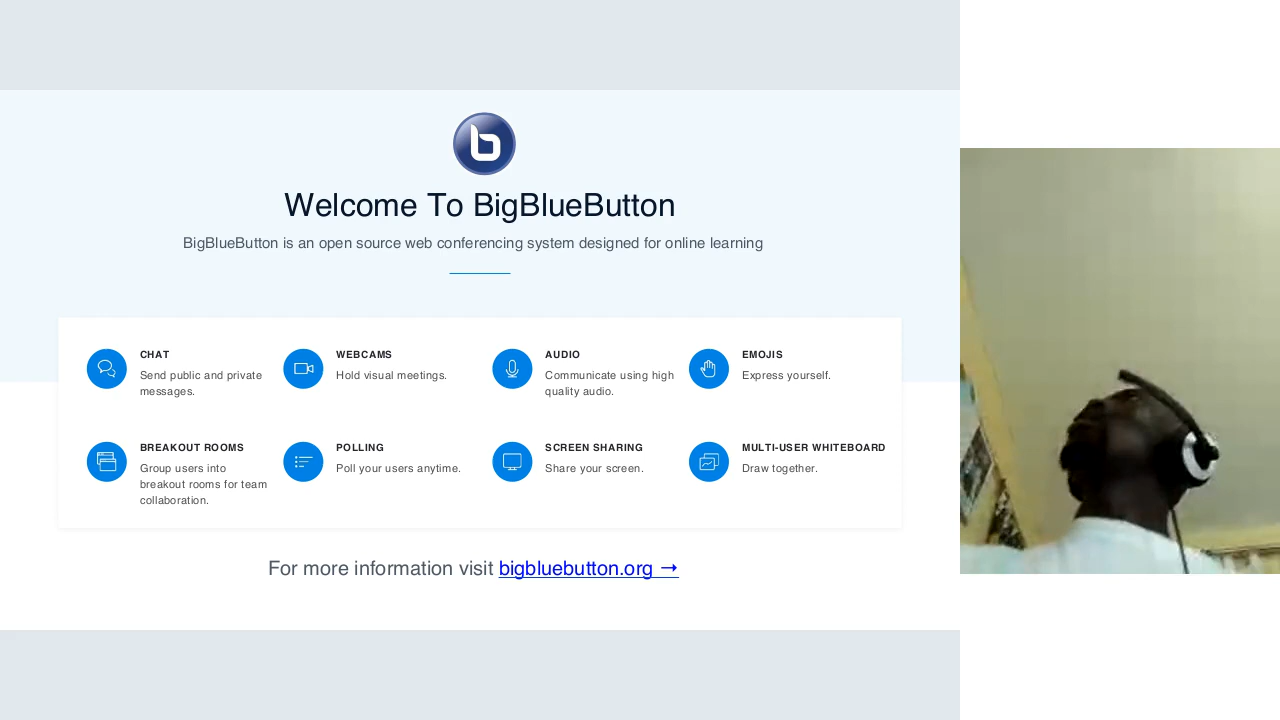 Welcome To BigBlueButton
BigBlueButton is an open source web conferencing system designed for online learning
CHAT
Send public and private
messages.
WEBCAMS
Hold visual meetings.
AUDIO
Communicate using high
quality audio.
EMOJIS
Express yourself.
BREAKOUT ROOMS
Group users into
breakout rooms for team
collaboration.
POLLING
Poll your users anytime.
SCREEN SHARING
Share your screen.
MULTI-USER WHITEBOARD
Draw together.
For more information visit bigbluebutton.org →